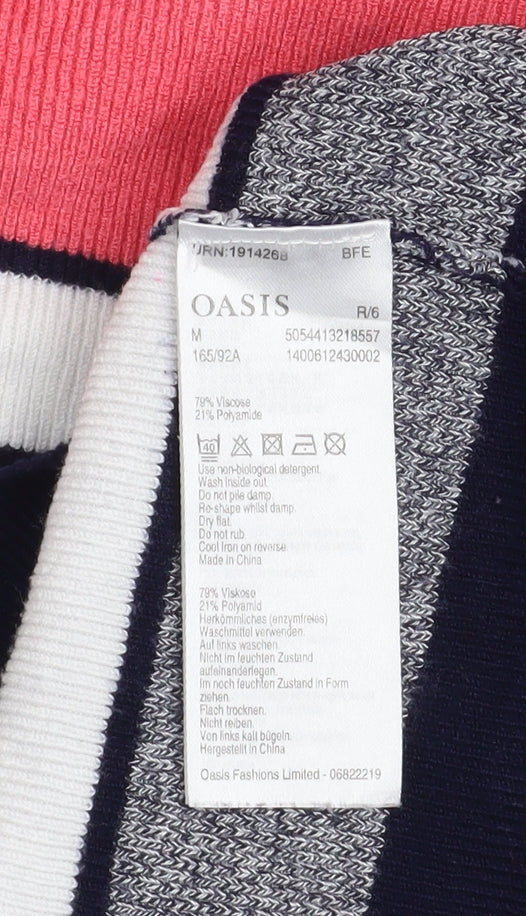 URN:1914268 BFE
OASIS R/6
M 5054413218557
165/92A 1400612430002
79% Viscose
21% Polyamide
40
Use non-biological detergent.
Wash inside out.
Do not pile damp.
Re-shape whilst damp.
Dry flat.
Do not rub.
Cool Iron on reverse.
Made in China
79% Viskose
21% Polyamid
Herkömmliches (enzymfreies)
Waschmittel verwenden.
Auf links waschen.
Nicht im feuchten Zustand
aufeinanderlegen.
Im noch feuchten Zustand in Form
ziehen.
Flach trocknen.
Nicht reiben.
Von links kalt bügeln.
Hergestellt in China
Oasis Fashions Limited - 06822219